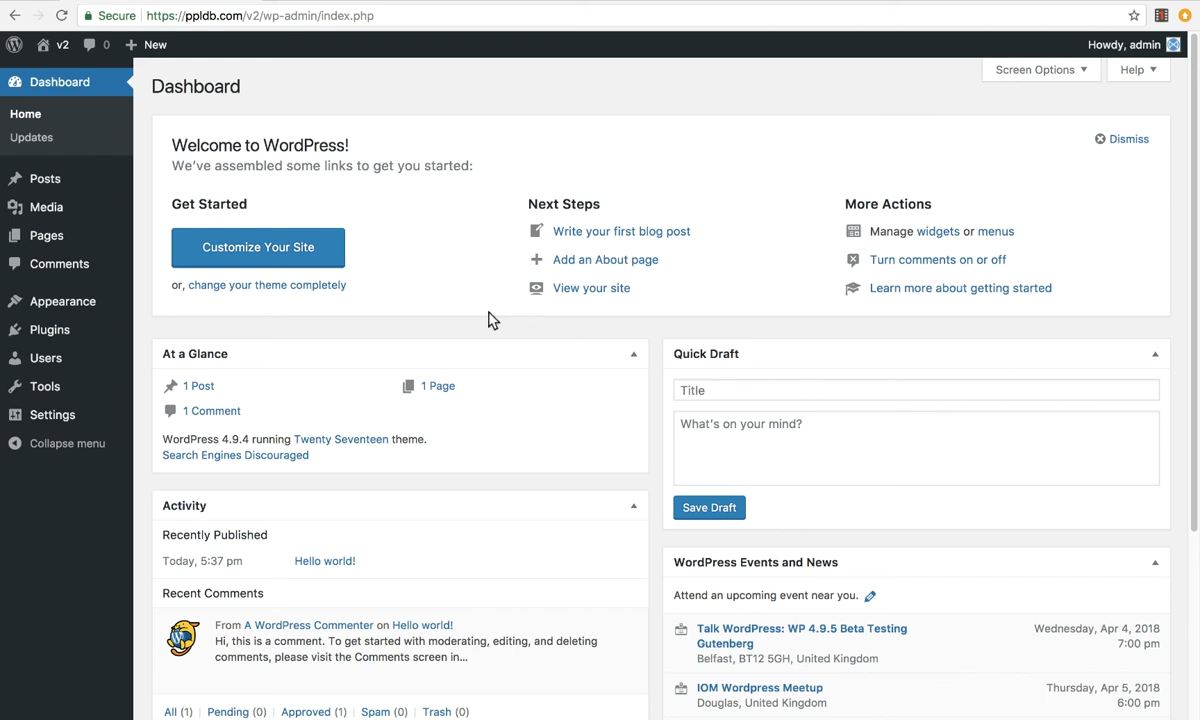 Secure https://ppldb.com/v2/wp-admin/index.php
v2 0 New Howdy, admin
Screen Options Help
Dashboard
Home
Updates
Posts
Media
Pages
Comments
Appearance
Plugins
Users
Tools
Settings
Collapse menu
Dashboard
Welcome to WordPress!
Dismiss
We've assembled some links to get you started:
Get Started
Customize Your Site
or, change your theme completely
Next Steps
Write your first blog post
Add an About page
View your site
More Actions
Manage widgets or menus
Turn comments on or off
Learn more about getting started
At a Glance
1 Post 1 Page
1 Comment
WordPress 4.9.4 running Twenty Seventeen theme.
Search Engines Discouraged
Activity
Recently Published
Today, 5:37 pm Hello world!
Recent Comments
From A WordPress Commenter on Hello world!
Hi, this is a comment. To get started with moderating, editing, and deleting
comments, please visit the Comments screen in…
All (1) | Pending (0) | Approved (1) | Spam (0) | Trash (0)
Quick Draft
Title
What's on your mind?
Save Draft
WordPress Events and News
Attend an upcoming event near you.
Talk WordPress: WP 4.9.5 Beta Testing
Gutenberg
Belfast, BT12 5GH, United Kingdom
Wednesday, Apr 4, 2018
7:00 pm
IOM Wordpress Meetup
Douglas, United Kingdom
Thursday, Apr 5, 2018
6:00 pm